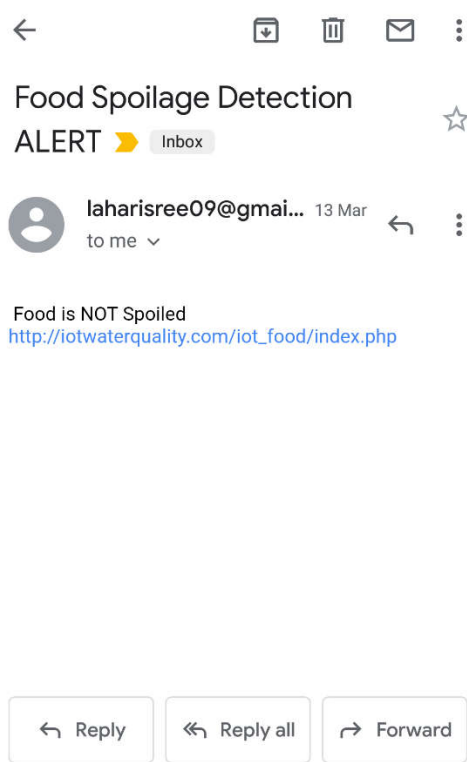 Food Spoilage Detection
ALERT Inbox
laharisree09@gmai... 13 Mar
to me
Food is NOT Spoiled
http://iotwaterquality.com/iot_food/index.php
Reply Reply all Forward